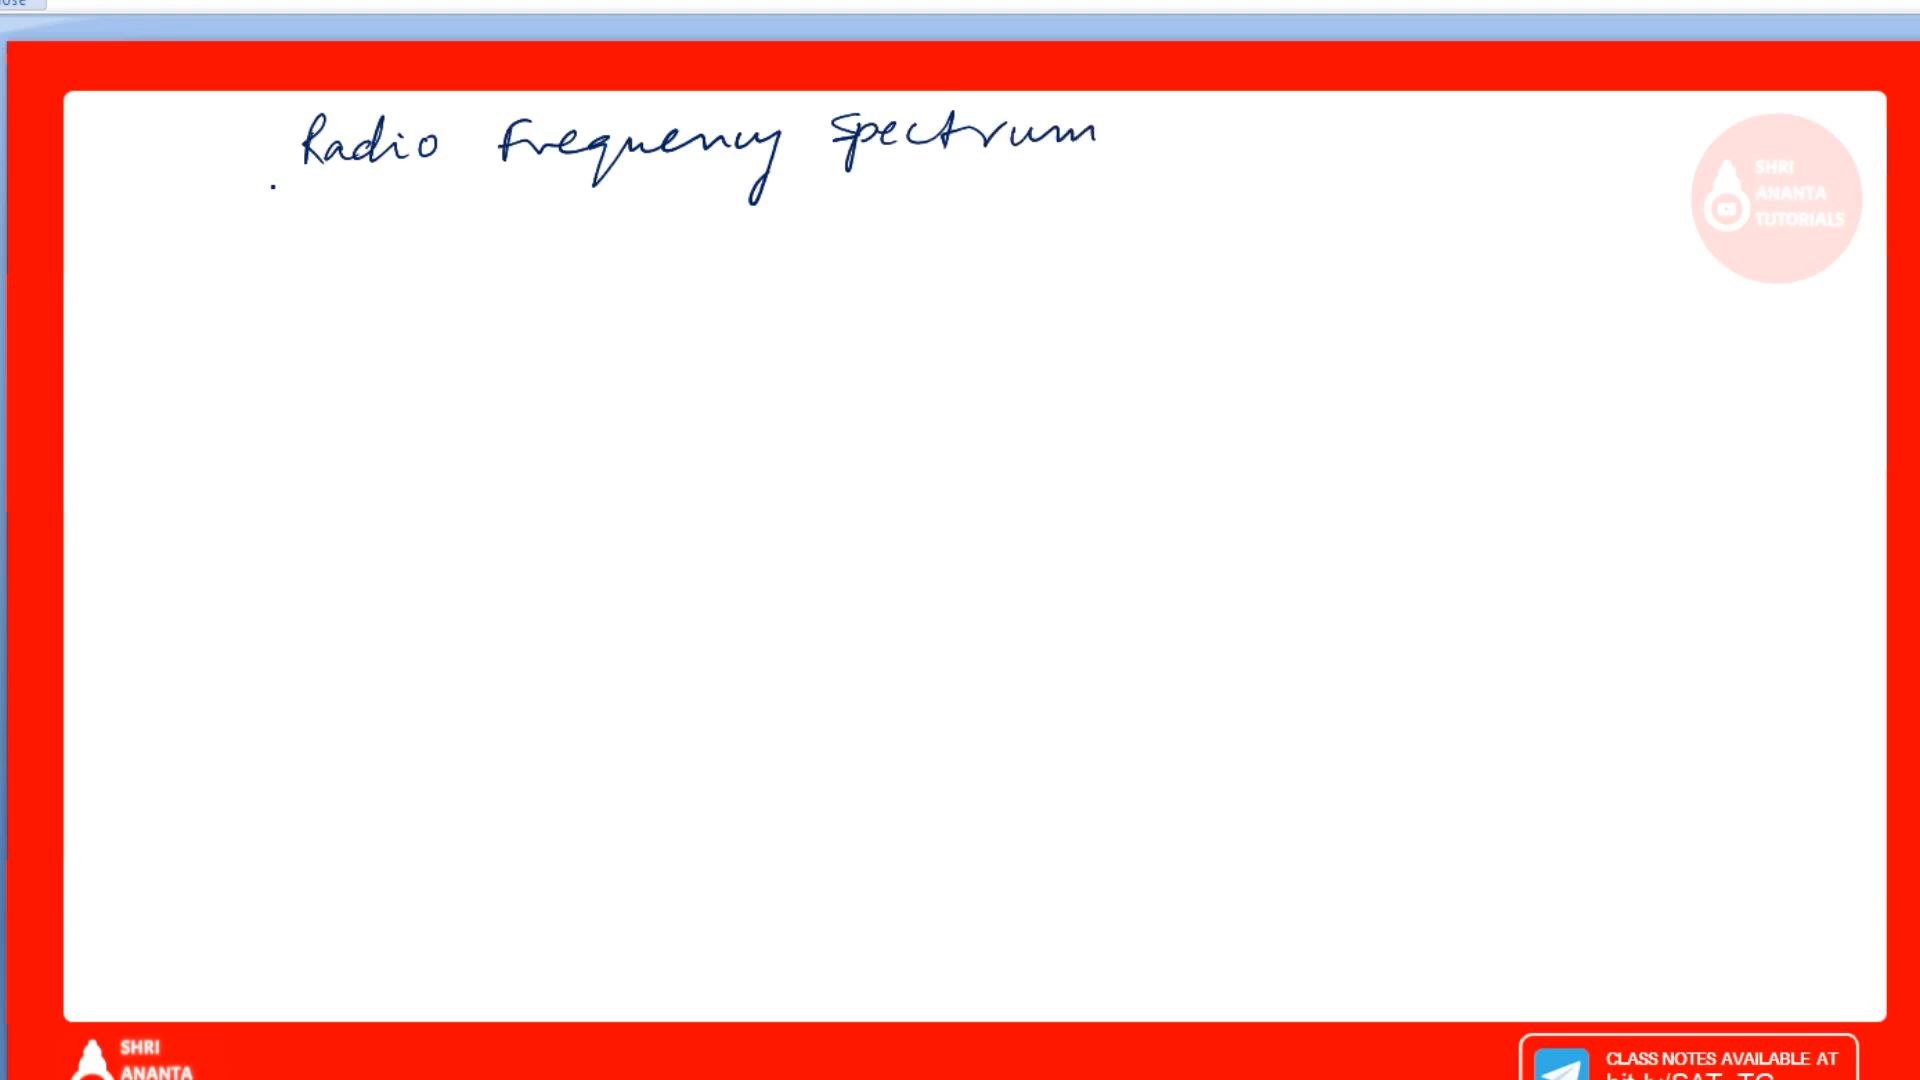 Radio Frequency Spectrum
SHRI
ANANTA
TUTORIALS
SHRI
ANANTA
CLASS NOTES AVAILABLE AT